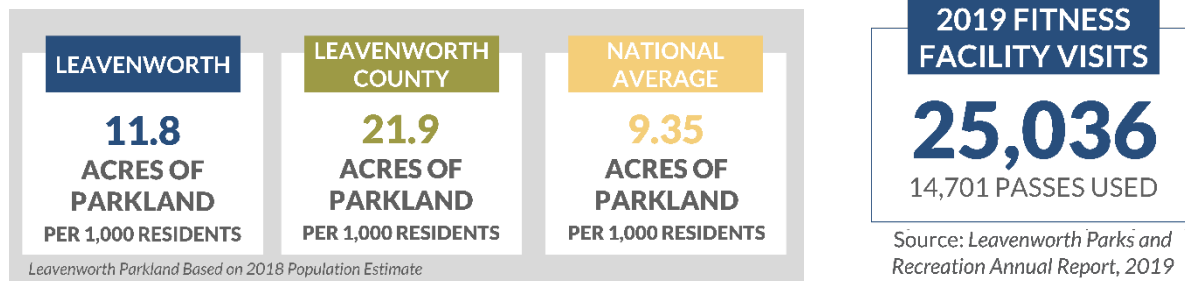 LEAVENWORTH
11.8
ACRES OF
PARKLAND
PER 1,000 RESIDENTS
LEAVENWORTH
COUNTY
21.9
ACRES OF
PARKLAND
PER 1,000 RESIDENTS
NATIONAL
AVERAGE
9.35
ACRES OF
PARKLAND
PER 1,000 RESIDENTS
Leavenworth Parkland Based on 2018 Population Estimate
2019 FITNESS
FACILITY VISITS
25,036
14,701 PASSES USED
Source: Leavenworth Parks and
Recreation Annual Report, 2019